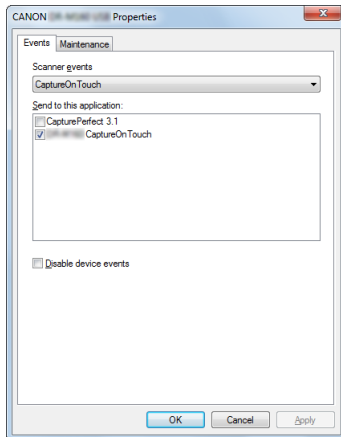 CANON Properties
Events Maintenance
Scanner events
CaptureOnTouch
Send to this application:
CapturePerfect 3.1
CaptureOnTouch
Disable device events
OK Cancel Apply